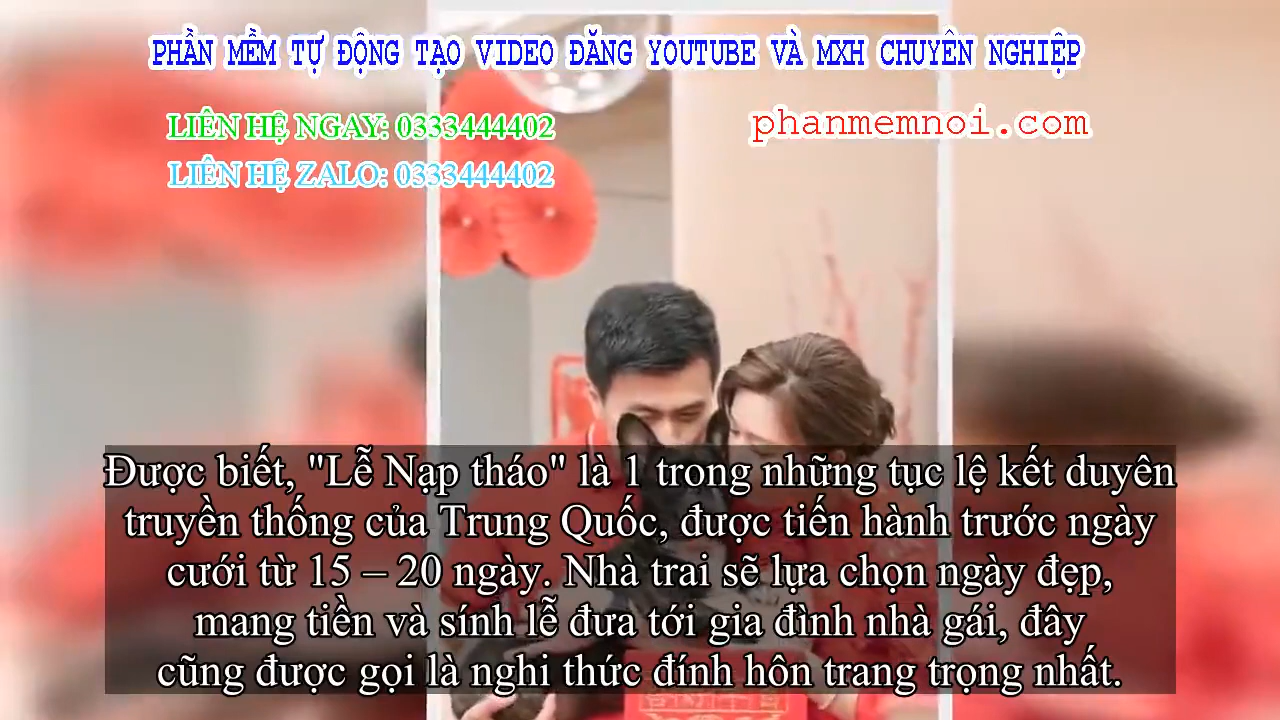 PHẦN MỀM TỰ ĐỘNG TẠO VIDEO ĐĂNG YOUTUBE VÀ MXH CHUYÊN NGHIỆP
LIÊN HỆ NGAY: 0333444402
phanmemnoi.com
LIÊN HỆ ZALO: 0333444402
Được biết, "Lễ Nạp tháo" là 1 trong những tục lệ kết duyên
truyền thống của Trung Quốc, được tiến hành trước ngày
cưới từ 15 – 20 ngày. Nhà trai sẽ lựa chọn ngày đẹp,
mang tiền và sính lễ đưa tới gia đình nhà gái, đây
cũng được gọi là nghi thức đính hôn trang trọng nhất.